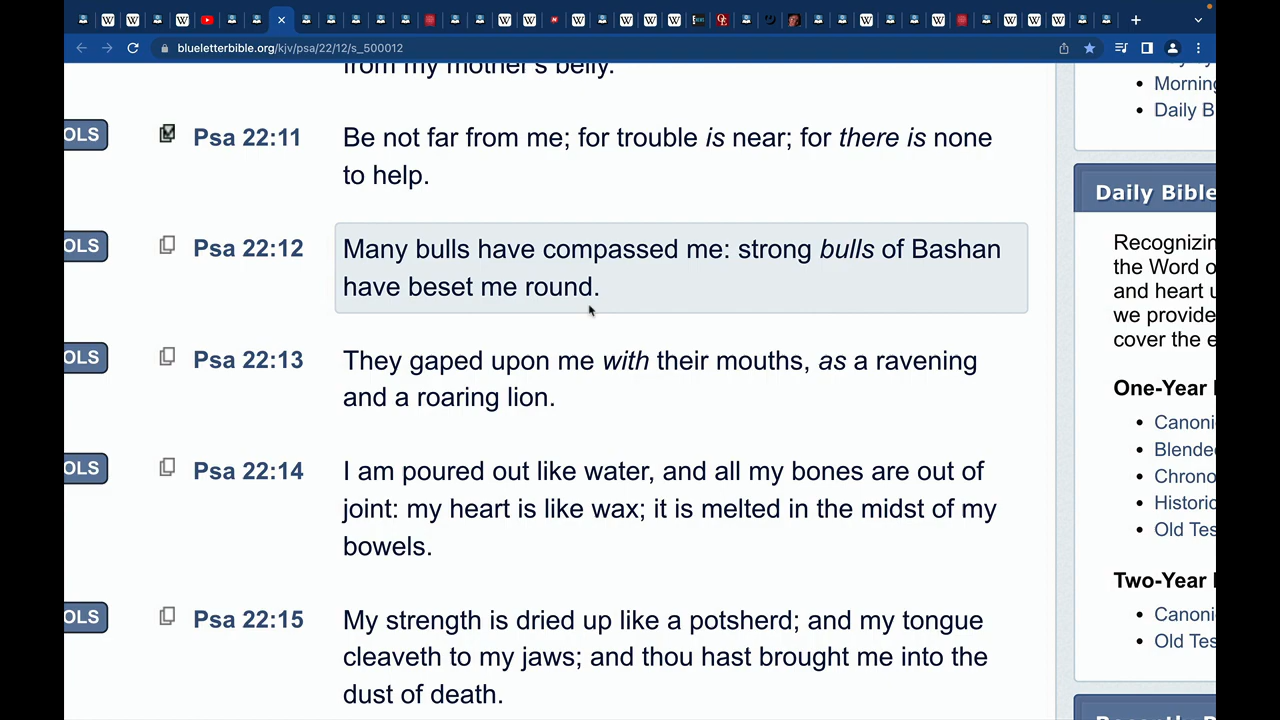 blueletterbible.org/kjv/psa/22/12/s_500012
from my mother's belly.
Morning
Daily B
OLS
Psa 22:11
Be not far from me; for trouble is near; for there is none
to help.
Daily Bible
OLS
Psa 22:12
Many bulls have compassed me: strong bulls of Bashan
have beset me round.
Recognizin
the Word o
and heart u
we provide
cover the e
OLS
Psa 22:13
They gaped upon me with their mouths, as a ravening
and a roaring lion.
One-Year
Canoni
Blende
Chrono
Historic
Old Tes
OLS
Psa 22:14
I am poured out like water, and all my bones are out of
joint: my heart is like wax; it is melted in the midst of my
bowels.
Two-Year
Canoni
Old Tes
OLS
Psa 22:15
My strength is dried up like a potsherd; and my tongue
cleaveth to my jaws; and thou hast brought me into the
dust of death.